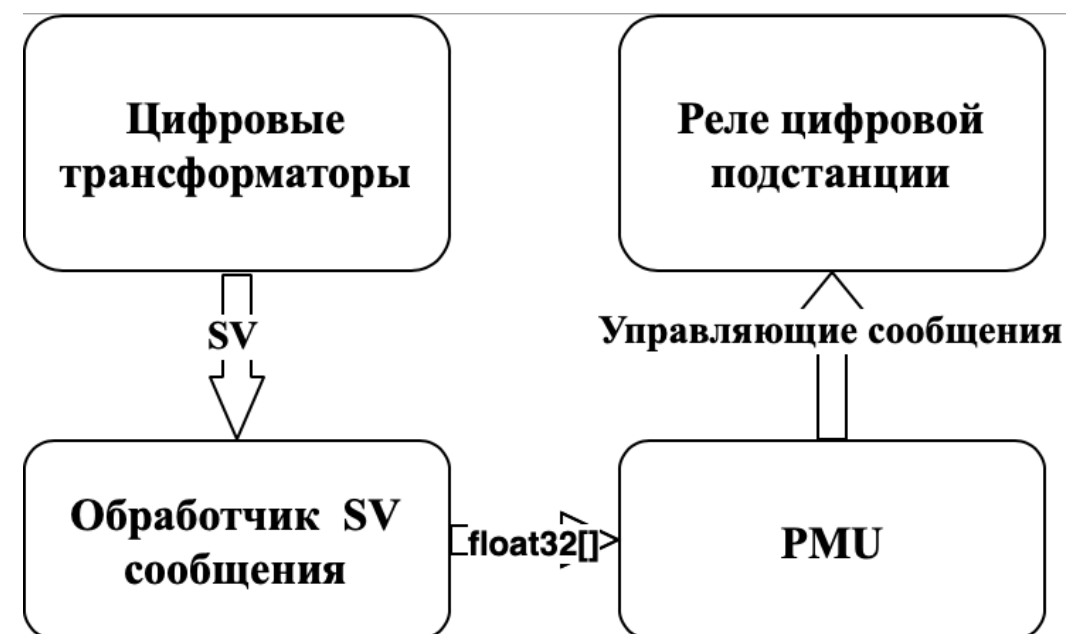 Цифровые
трансформаторы
Реле цифровой
подстанции
SV
Управляющие сообщения
Обработчик SV
сообщения
float32[]
PMU